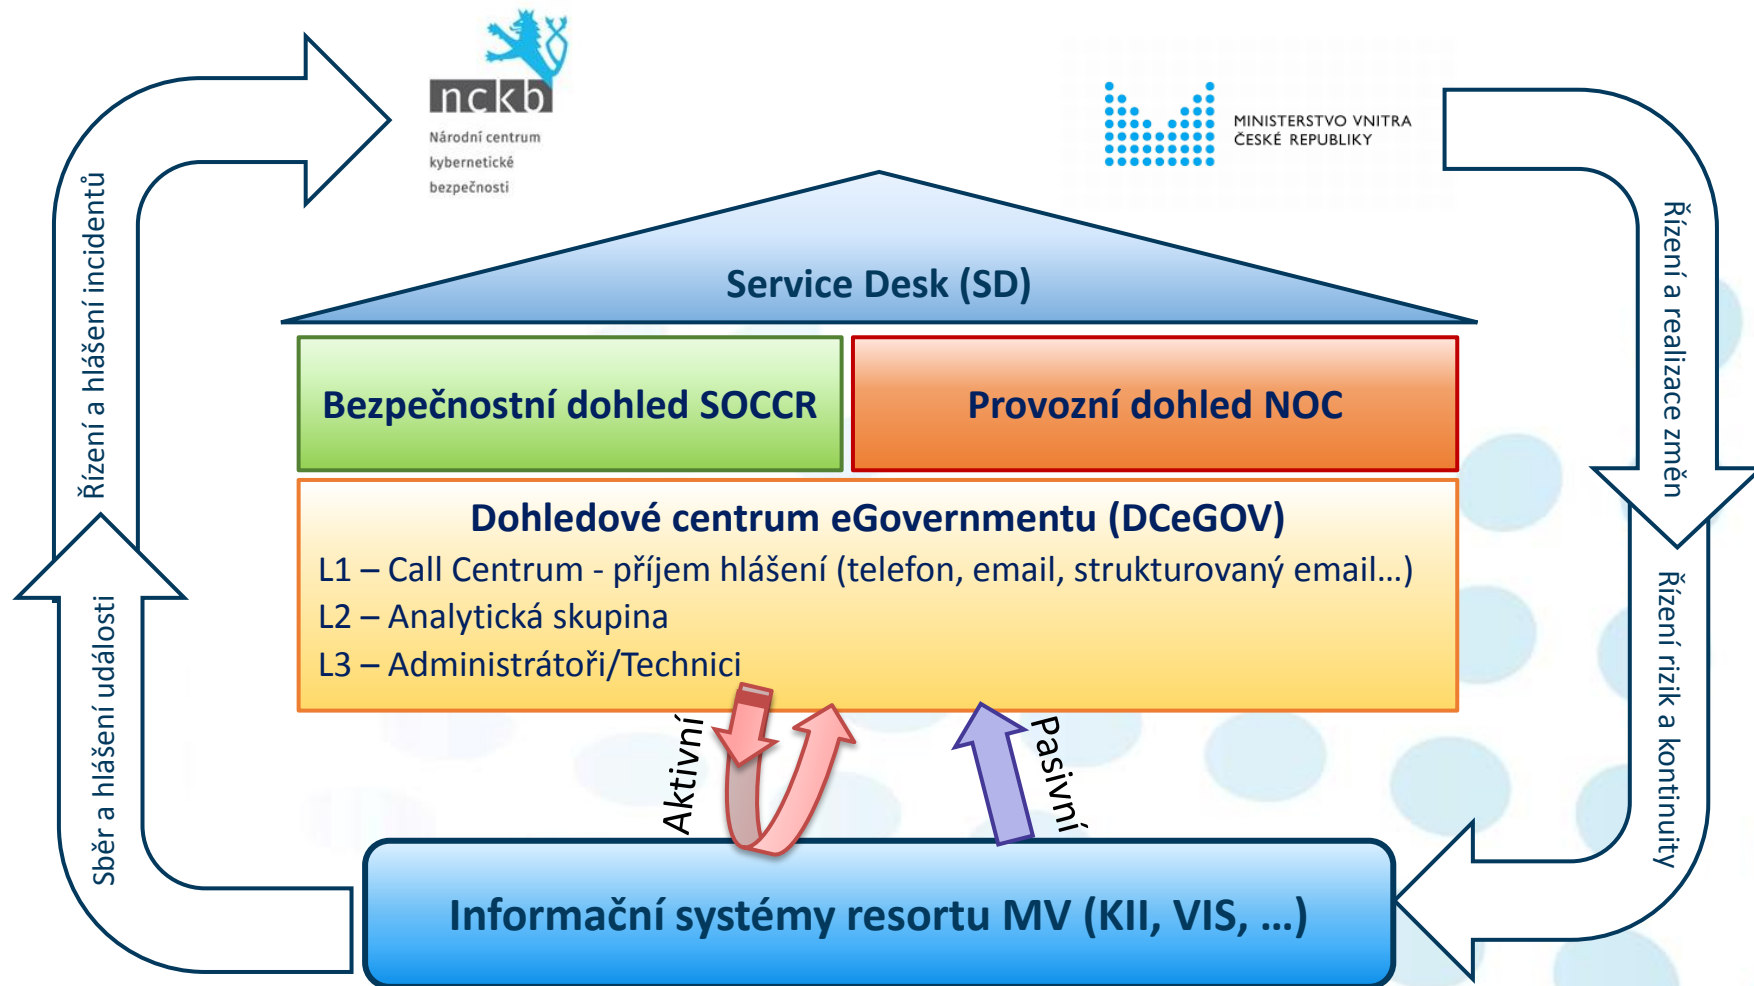 nckb
Národní centrum
kybernetické
bezpečnosti
MINISTERSTVO VNITRA
ČESKÉ REPUBLIKY
Řízení a hlášení incidentů
Sběr a hlášení události
Service Desk (SD)
Bezpečnostní dohled SOCCR
Provozní dohled NOC
Dohledové centrum eGovernmentu (DCeGOV)
L1 – Call Centrum - příjem hlášení (telefon, email, strukturovaný email…)
L2 – Analytická skupina
L3 – Administrátoři/Technici
Aktivní
Pasivní
Informační systémy resortu MV (KII, VIS, …)
Řízení a realizace změn
Řízení rizik a kontinuity